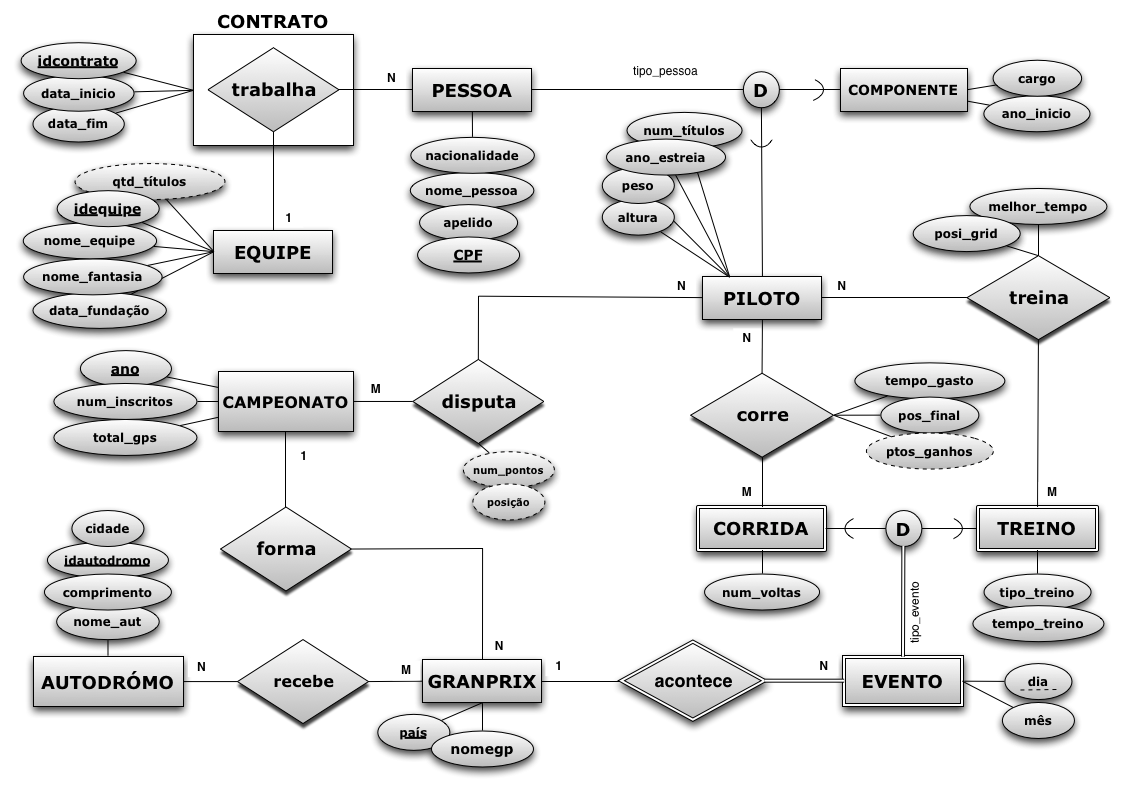 CONTRATO
idcontrato
data_inicio
data_fim
trabalha
N
PESSOA
tipo_pessoa
D
COMPONENTE
cargo
ano_inicio
qtd_títulos
idequipe
nome_equipe
nome_fantasia
data_fundação
1
EQUIPE
nacionalidade
nome_pessoa
apelido
CPF
num_títulos
ano_estreia
peso
altura
melhor_tempo
posi_grid
N
PILOTO
N
treina
N
ano
num_inscritos
total_gps
CAMPEONATO
M
disputa
num_pontos
posição
corre
tempo_gasto
pos_final
ptos_ganhos
1
M
M
forma
CORRIDA
D
TREINO
num_voltas
tipo_evento
tipo_treino
tempo_treino
cidade
idautodromo
comprimento
nome_aut
AUTODRÓMO
N
recebe
M
N
GRANPRIX
1
acontece
N
EVENTO
dia
mês
país
nomegp